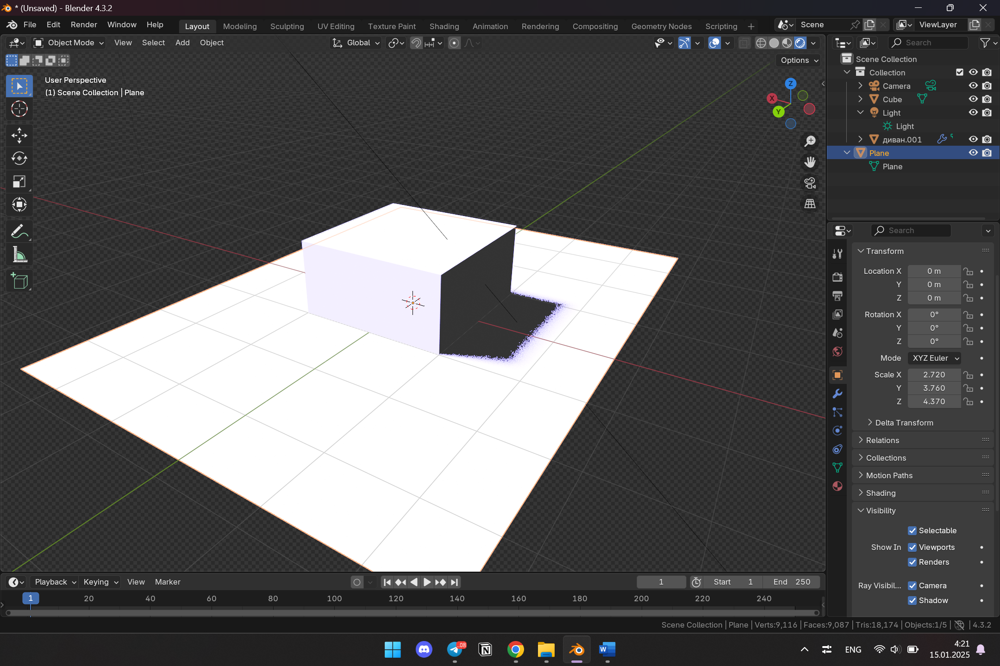 * (Unsaved) - Blender 4.3.2
File Edit Render Window Help
Layout Modeling Sculpting UV Editing Texture Paint Shading Animation Rendering Compositing Geometry Nodes Scripting
Scene
ViewLayer
Object Mode View Select Add Object
Global
Options
User Perspective
(1) Scene Collection | Plane
Z
X
Y
Search
Scene Collection
Collection
Camera
Cube
Light
Light
диван.001
Plane
Plane
Search
Transform
Location X 0 m
Y 0 m
Z 0 m
Rotation X 0°
Y 0°
Z 0°
Mode XYZ Euler
Scale X 2.720
Y 3.760
Z 4.370
Delta Transform
Relations
Collections
Motion Paths
Shading
Visibility
Selectable
Show In Viewports
Renders
Ray Visibil... Camera
Shadow
Playback Keying View Marker
1
Start 1
End 250
1 20 40 60 80 100 120 140 160 180 200 220 240
Scene Collection | Plane | Verts:9,116 | Faces:9,087 | Tris:18,174 | Objects:1/5 | 4.3.2
..08
N
W
ENG
4:21
15.01.2025